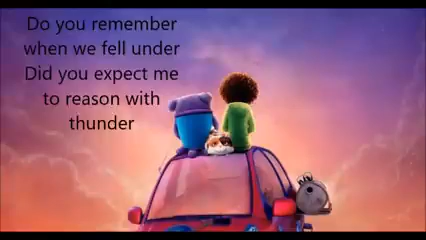 Do you remember
when we fell under
Did you expect me
to reason with
thunder